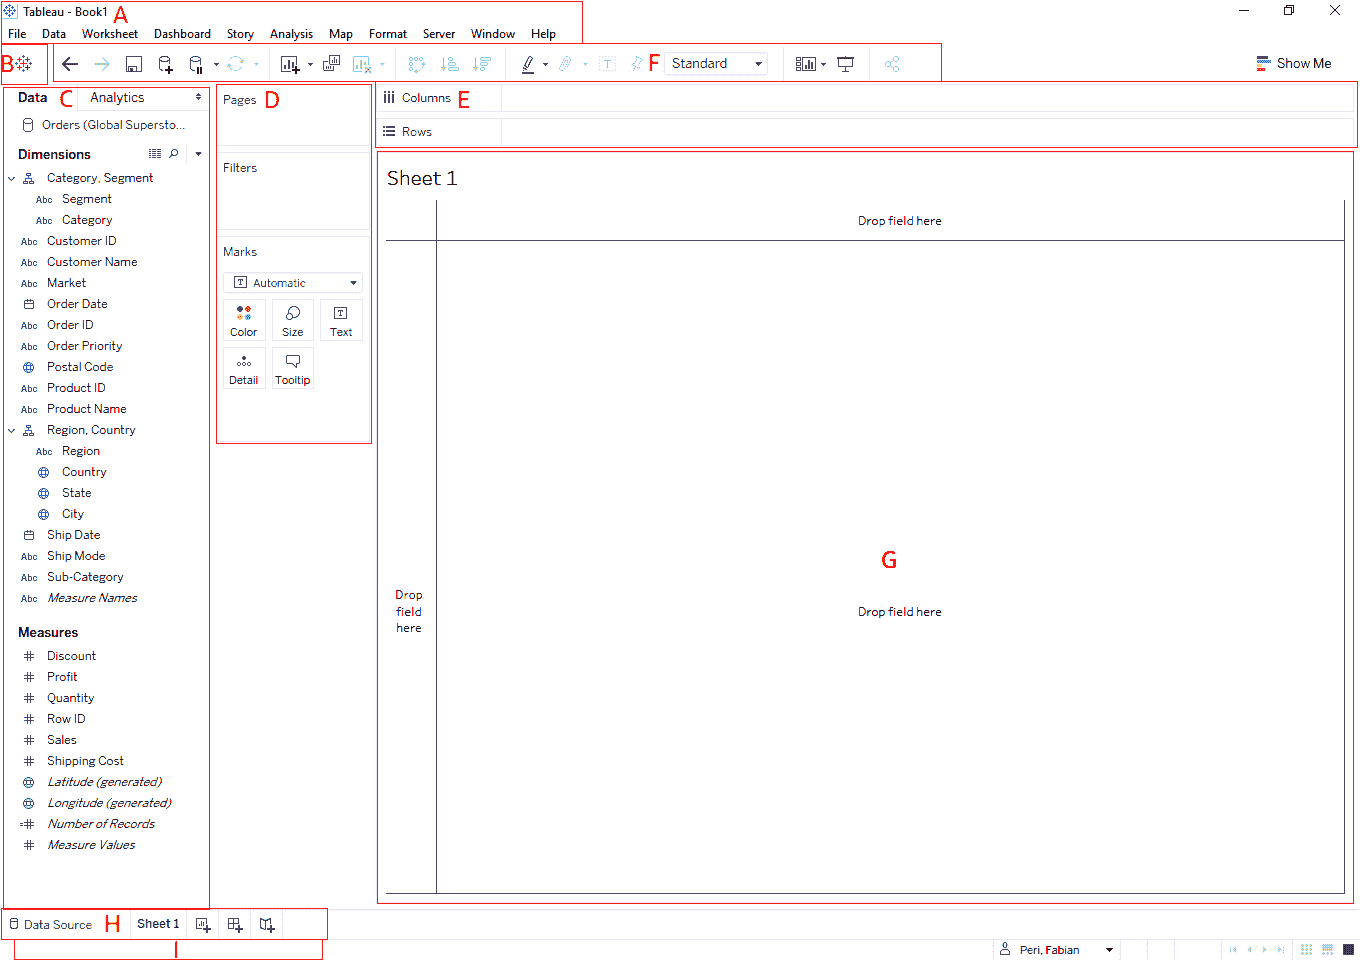 Tableau - Book1 A
File Data Worksheet Dashboard Story Analysis Map Format Server Window Help
B F Standard Show Me
Data C Analytics
Orders (Global Supersto...
Dimensions
Category, Segment
Abc Segment
Abc Category
Abc Customer ID
Abc Customer Name
Abc Market
Order Date
Abc Order ID
Abc Order Priority
Postal Code
Abc Product ID
Abc Product Name
Region, Country
Abc Region
Country
State
City
Ship Date
Abc Ship Mode
Abc Sub-Category
Abc Measure Names
Measures
# Discount
# Profit
# Quantity
# Row ID
# Sales
# Shipping Cost
Latitude (generated)
Longitude (generated)
=# Number of Records
# Measure Values
Pages D
Filters
Marks
T Automatic
Color Size T Text
Detail Tooltip
Columns E
Rows
Sheet 1
Drop field here
G
Drop
field
here
Drop field here
Data Source H Sheet 1
I
Peri, Fabian